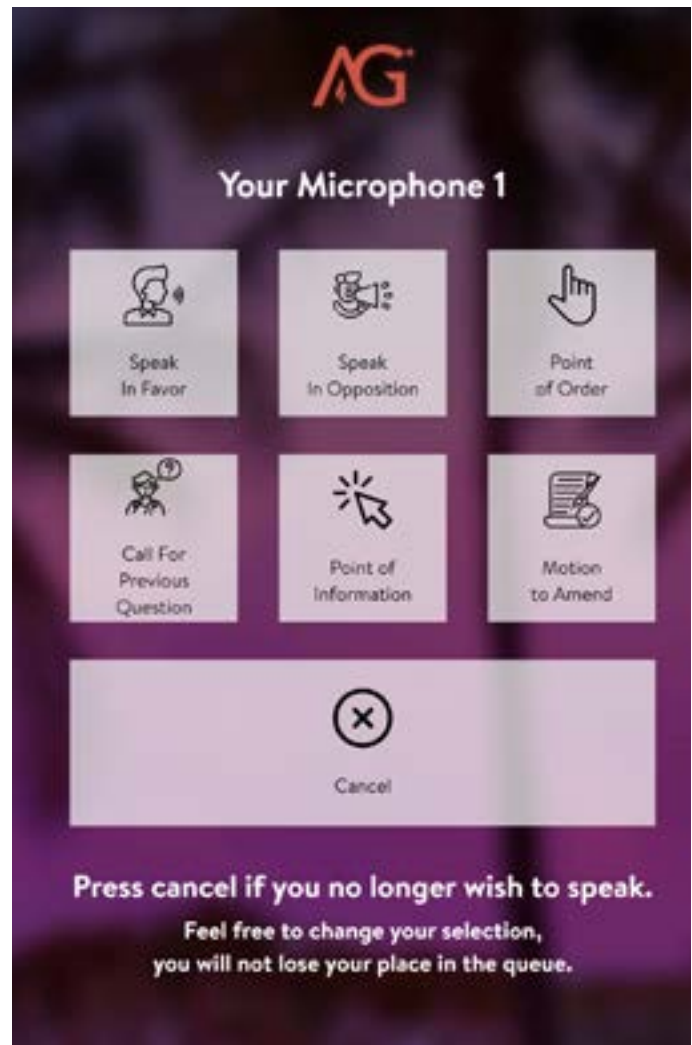 AG
Your Microphone 1
Speak
In Favor
Speak
In Opposition
Point
of Order
Call For
Previous
Question
Point of
Information
Motion
to Amend
Cancel
Press cancel if you no longer wish to speak.
Feel free to change your selection,
you will not lose your place in the queue.